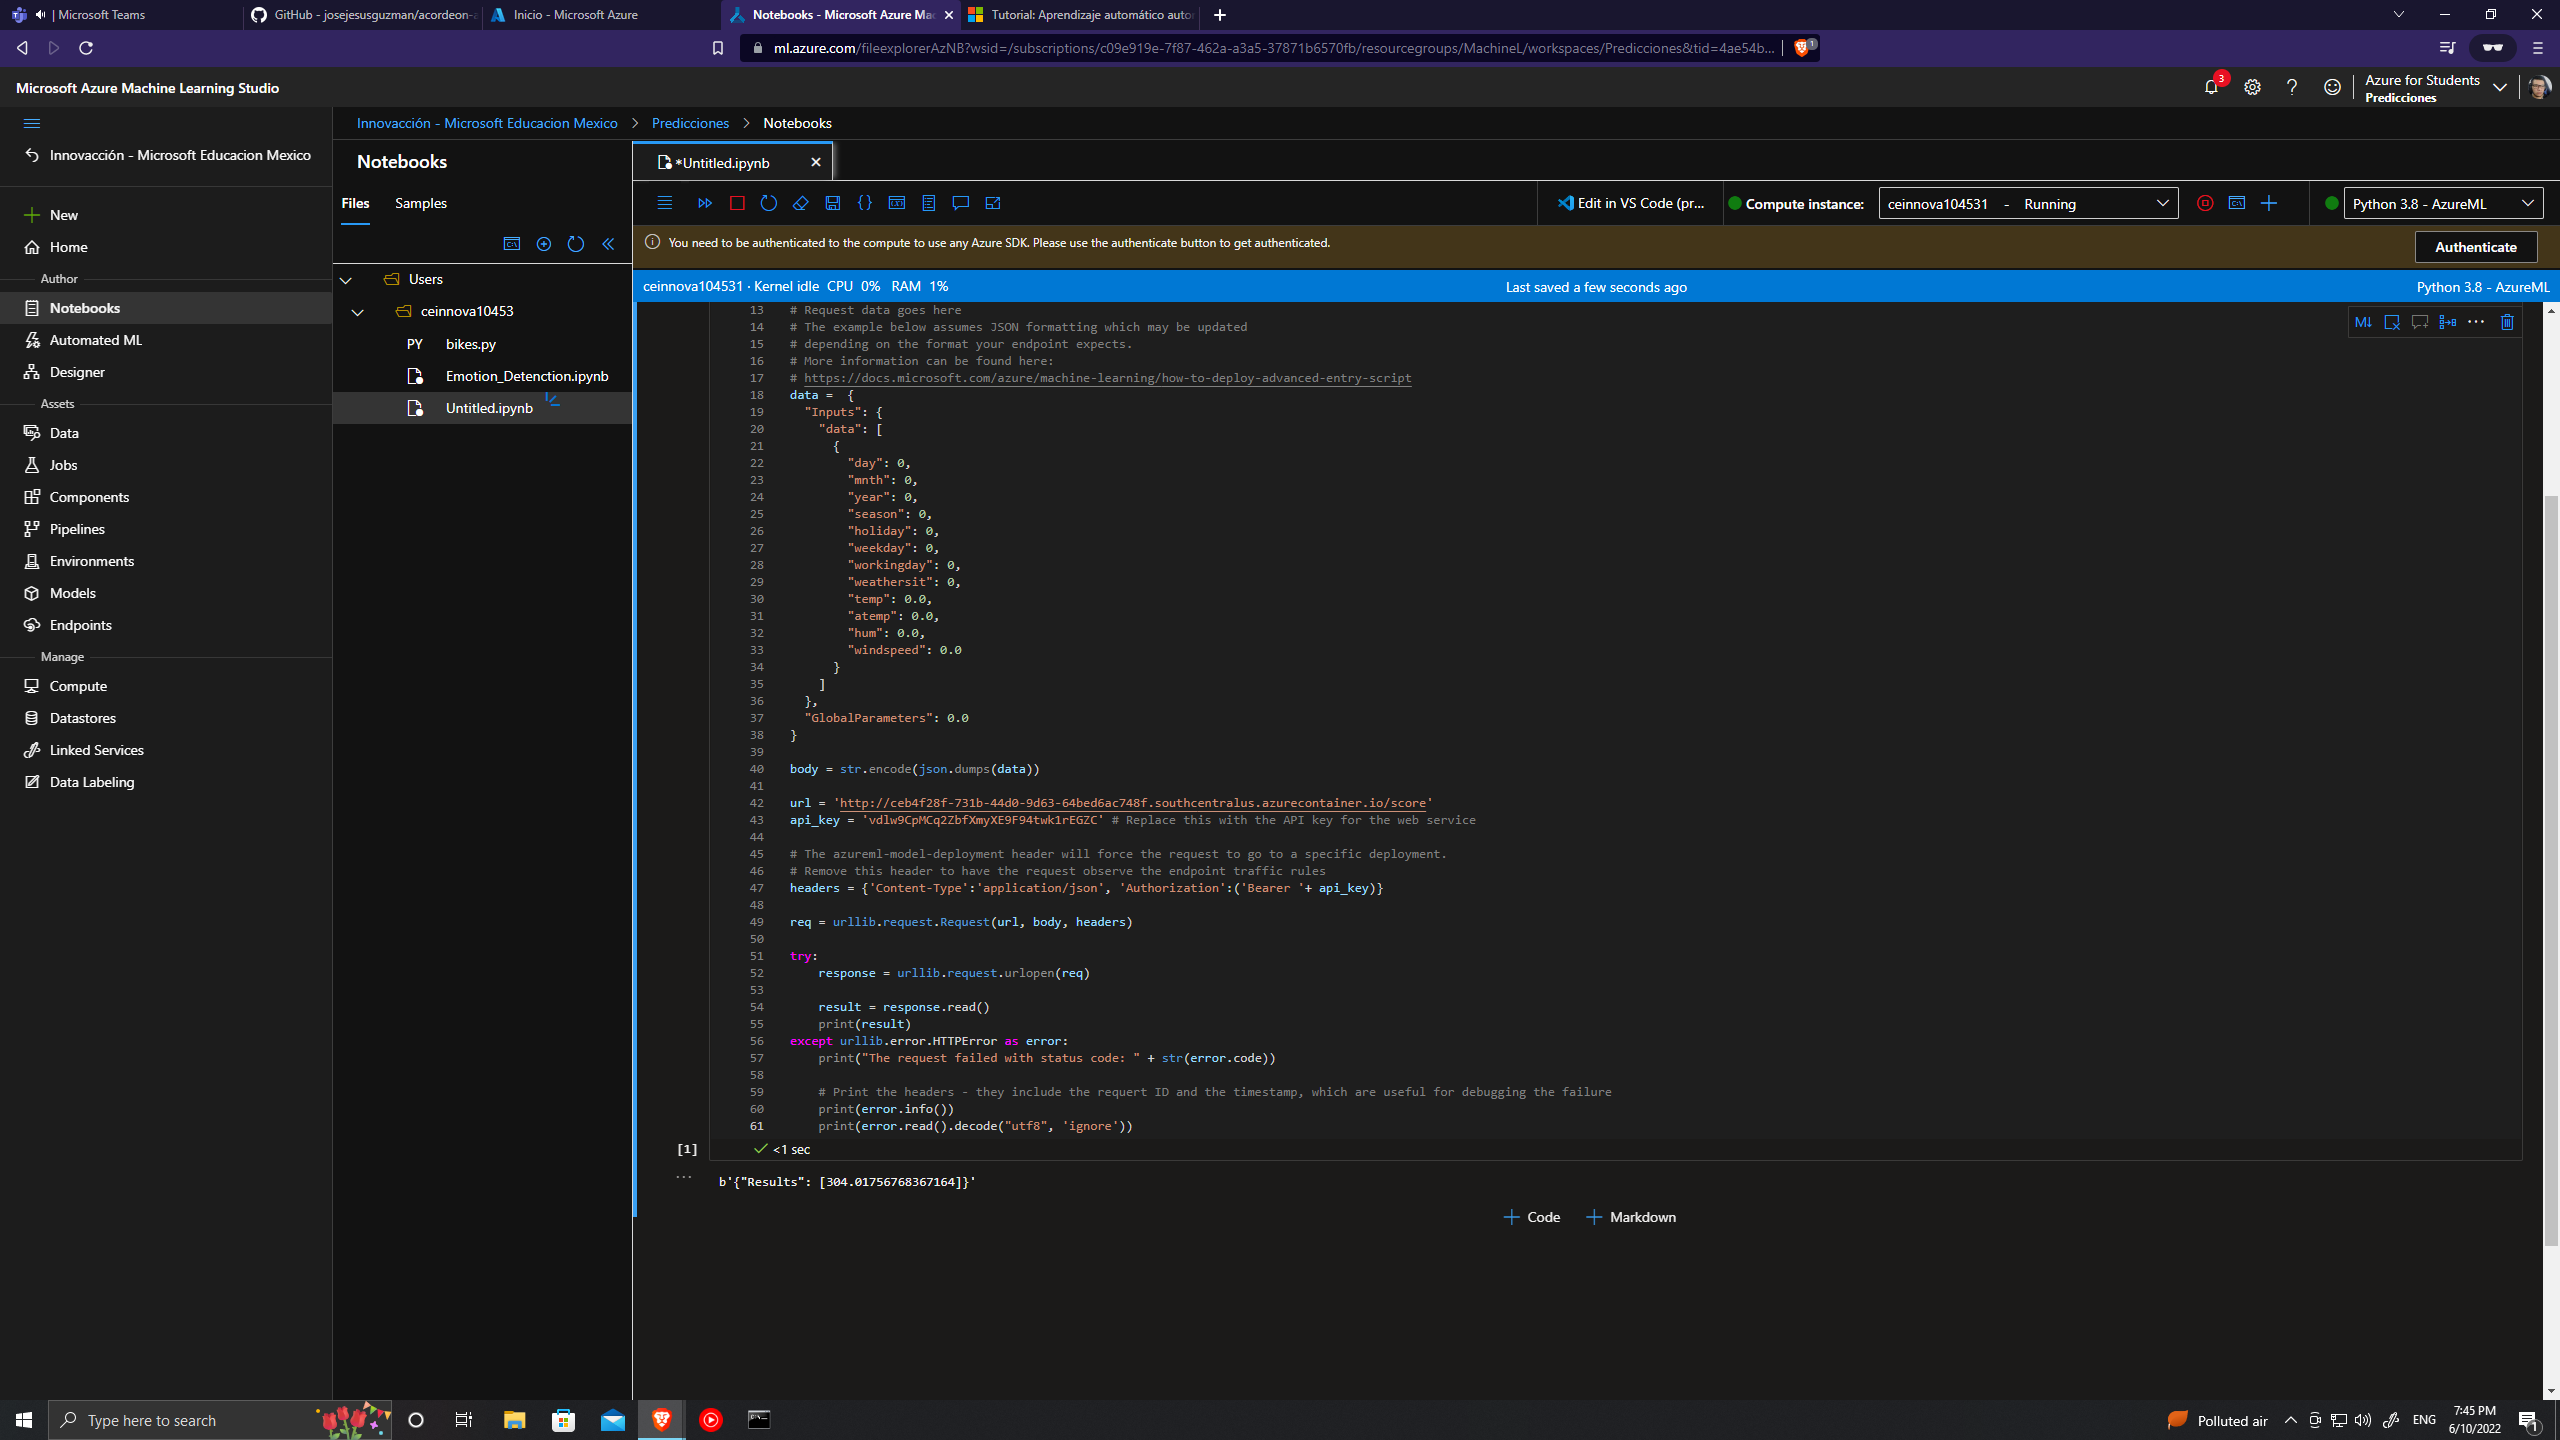 | Microsoft Teams
GitHub - josejesusguzman/acordeon-
Inicio - Microsoft Azure
Notebooks - Microsoft Azure Mac
Tutorial: Aprendizaje automático auto
ml.azure.com/fileexplorerAzNB?wsid=/subscriptions/c09e919e-7f87-462a-a3a5-37871b6570fb/resourcegroups/MachineL/workspaces/Predicciones&tid=4ae54b...
1
Microsoft Azure Machine Learning Studio
3
Azure for Students
Predicciones
Innovacción - Microsoft Educacion Mexico
New
Home
Author
Notebooks
Automated ML
Designer
Assets
Data
Jobs
Components
Pipelines
Environments
Models
Endpoints
Manage
Compute
Datastores
Linked Services
Data Labeling
Innovacción - Microsoft Educacion Mexico > Predicciones > Notebooks
Notebooks
Files Samples
Users
ceinnova10453
PY bikes.py
Emotion_Detenction.ipynb
Untitled.ipynb
*Untitled.ipynb
Edit in VS Code (pr...
Compute instance: ceinnova104531 - Running
Python 3.8 - AzureML
You need to be authenticated to the compute to use any Azure SDK. Please use the authenticate button to get authenticated.
Authenticate
ceinnova104531 · Kernel idle CPU 0% RAM 1%
Last saved a few seconds ago
Python 3.8 - AzureML
M↓
13 # Request data goes here
14 # The example below assumes JSON formatting which may be updated
15 # depending on the format your endpoint expects.
16 # More information can be found here:
17 # https://docs.microsoft.com/azure/machine-learning/how-to-deploy-advanced-entry-script
18 data =  {
19   "Inputs": {
20     "data": [
21       {
22         "day": 0,
23         "mnth": 0,
24         "year": 0,
25         "season": 0,
26         "holiday": 0,
27         "weekday": 0,
28         "workingday": 0,
29         "weathersit": 0,
30         "temp": 0.0,
31         "atemp": 0.0,
32         "hum": 0.0,
33         "windspeed": 0.0
34       }
35     ]
36   },
37   "GlobalParameters": 0.0
38 }
39
40 body = str.encode(json.dumps(data))
41
42 url = 'http://ceb4f28f-731b-44d0-9d63-64bed6ac748f.southcentralus.azurecontainer.io/score'
43 api_key = 'vdlw9CpMCq2ZbfXmyXE9F94twk1rEGZC' # Replace this with the API key for the web service
44
45 # The azureml-model-deployment header will force the request to go to a specific deployment.
46 # Remove this header to have the request observe the endpoint traffic rules
47 headers = {'Content-Type':'application/json', 'Authorization':('Bearer '+ api_key)}
48
49 req = urllib.request.Request(url, body, headers)
50
51 try:
52     response = urllib.request.urlopen(req)
53
54     result = response.read()
55     print(result)
56 except urllib.error.HTTPError as error:
57     print("The request failed with status code: " + str(error.code))
58
59     # Print the headers - they include the requert ID and the timestamp, which are useful for debugging the failure
60     print(error.info())
61     print(error.read().decode("utf8", 'ignore'))
[1] <1 sec
b'{"Results": [304.01756768367164]}'
Code Markdown
Type here to search
Polluted air
ENG
7:45 PM
6/10/2022
1